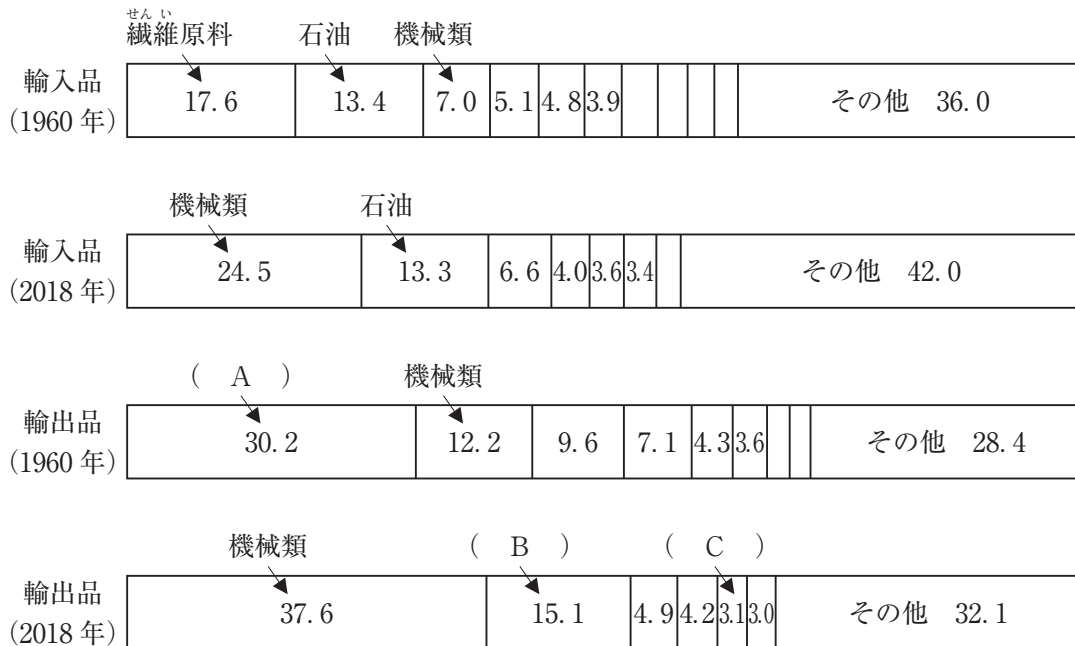 せんい
繊維原料 石油 機械類
輸入品
(1960年)
17.6 13.4 7.0 5.1 4.8 3.9 その他 36.0
機械類 石油
輸入品
(2018年)
24.5 13.3 6.6 4.0 3.6 3.4 その他 42.0
( A ) 機械類
輸出品
(1960年)
30.2 12.2 9.6 7.1 4.3 3.6 その他 28.4
機械類 ( B ) ( C )
輸出品
(2018年)
37.6 15.1 4.9 4.2 3.1 3.0 その他 32.1